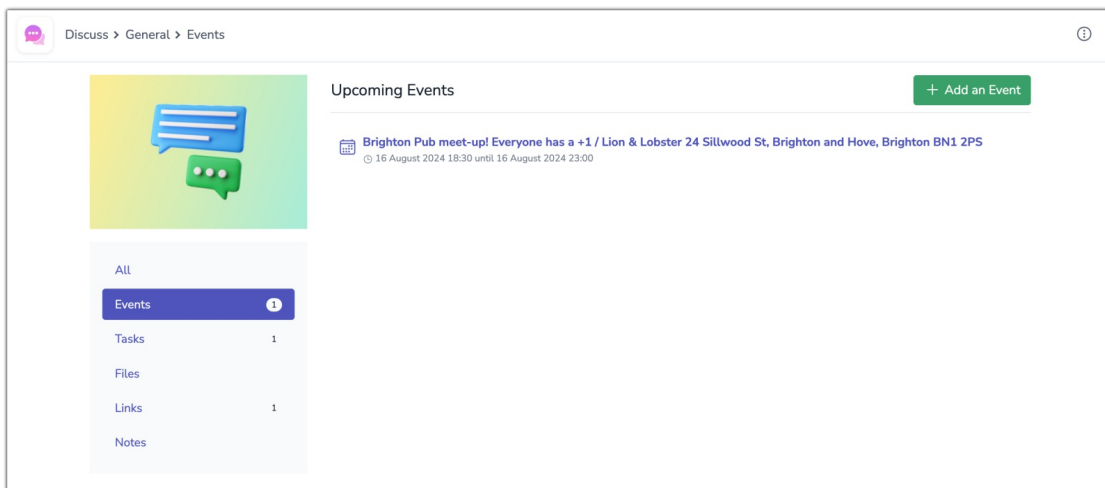 Discuss > General > Events
Upcoming Events
+ Add an Event
Brighton Pub meet-up! Everyone has a +1 / Lion & Lobster 24 Sillwood St, Brighton and Hove, Brighton BN1 2PS
16 August 2024 18:30 until 16 August 2024 23:00
All
Events 1
Tasks 1
Files
Links 1
Notes